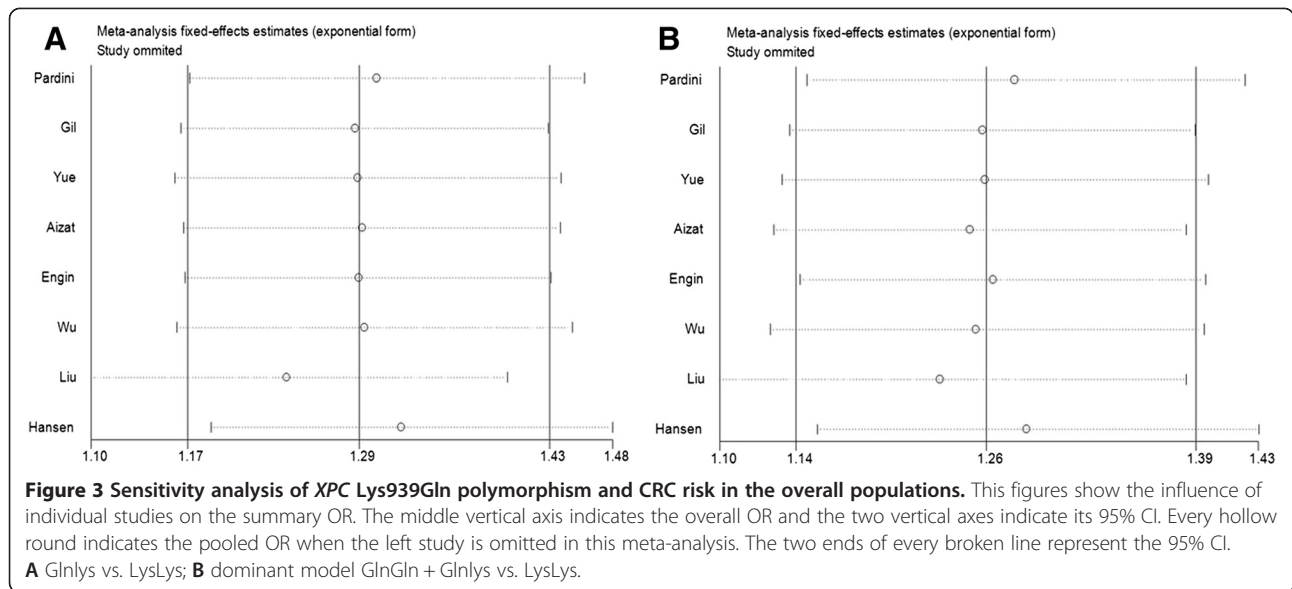 A
Meta-analysis fixed-effects estimates (exponential form)
Study ommited
Pardini
Gil
Yue
Aizat
Engin
Wu
Liu
Hansen
1.10 1.17 1.29 1.43 1.48
B
Meta-analysis fixed-effects estimates (exponential form)
Study ommited
Pardini
Gil
Yue
Aizat
Engin
Wu
Liu
Hansen
1.10 1.14 1.26 1.39 1.43
Figure 3 Sensitivity analysis of XPC Lys939Gln polymorphism and CRC risk in the overall populations. This figures show the influence of
individual studies on the summary OR. The middle vertical axis indicates the overall OR and the two vertical axes indicate its 95% CI. Every hollow
round indicates the pooled OR when the left study is omitted in this meta-analysis. The two ends of every broken line represent the 95% CI.
A Glnlys vs. LysLys; B dominant model GlnGln + Glnlys vs. LysLys.